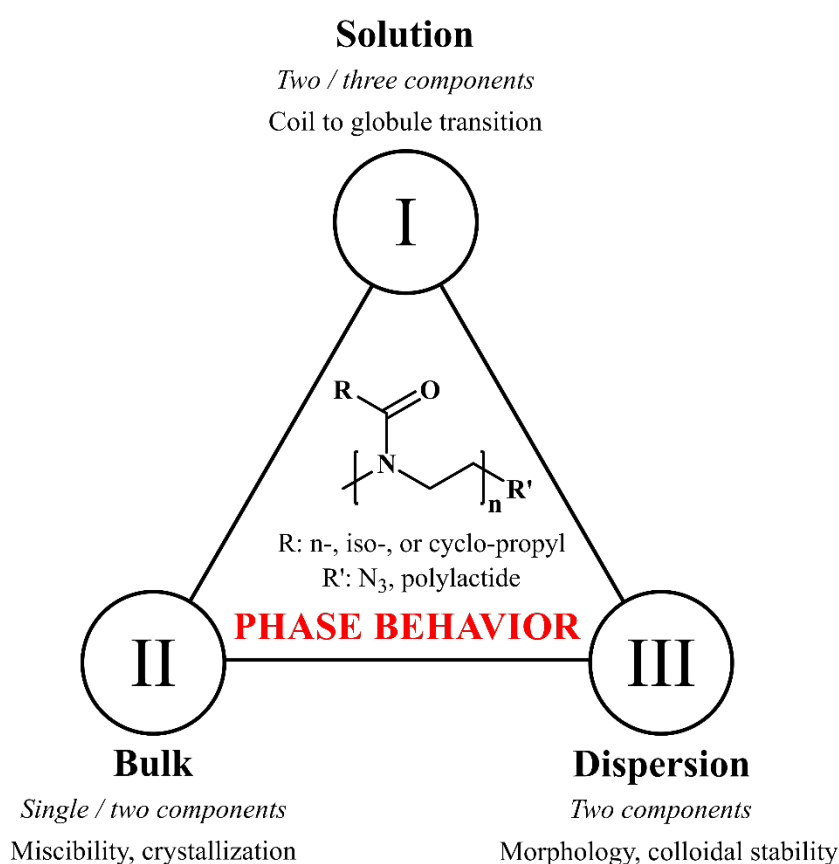 Solution
Two / three components
Coil to globule transition
I
R
O
N
n
R'
R: n-, iso-, or cyclo-propyl
R': N₃, polylactide
PHASE BEHAVIOR
II
III
Bulk
Dispersion
Single / two components
Two components
Miscibility, crystallization
Morphology, colloidal stability